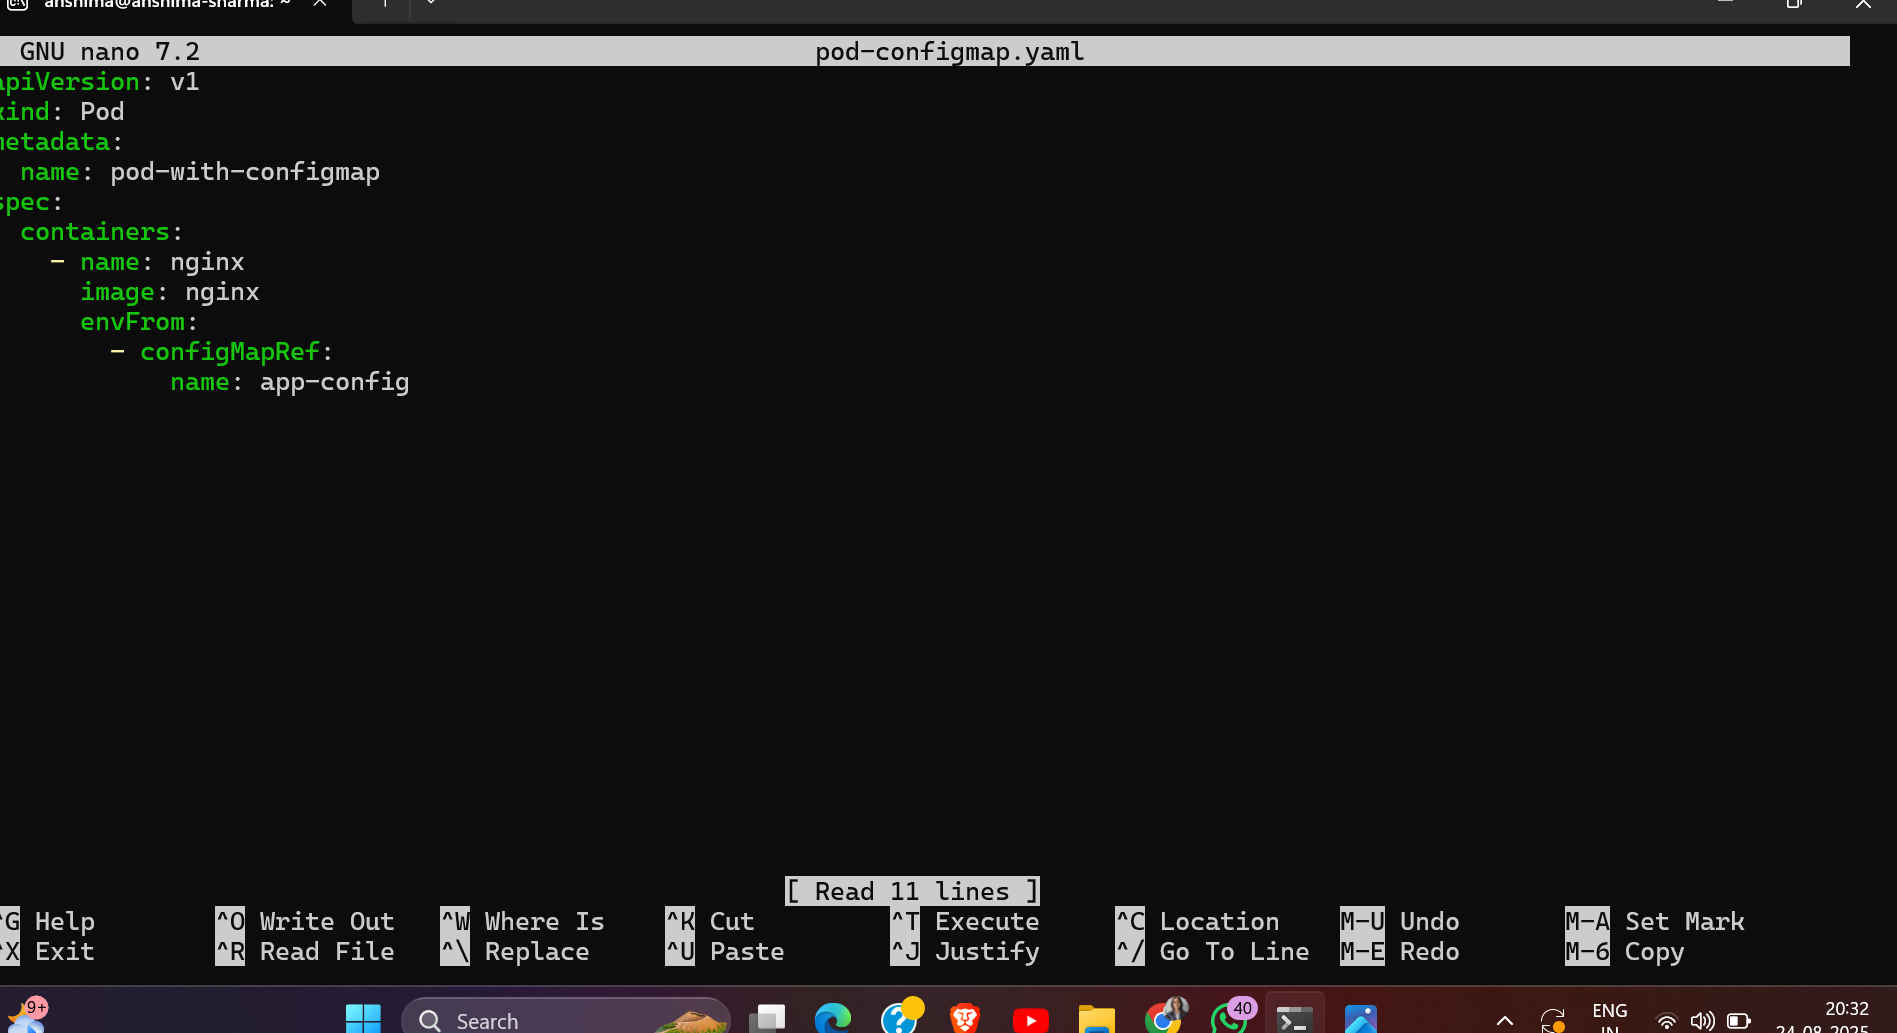 anshima@anshima-sharma: ~
GNU nano 7.2 pod-configmap.yaml
apiVersion: v1
kind: Pod
metadata:
  name: pod-with-configmap
spec:
  containers:
    - name: nginx
      image: nginx
      envFrom:
        - configMapRef:
            name: app-config
[ Read 11 lines ]
^G Help ^O Write Out ^W Where Is ^K Cut ^T Execute ^C Location M-U Undo M-A Set Mark
^X Exit ^R Read File ^\ Replace ^U Paste ^J Justify ^/ Go To Line M-E Redo M-6 Copy
9+ Search 40 ENG 20:32
IN 24-08-2025